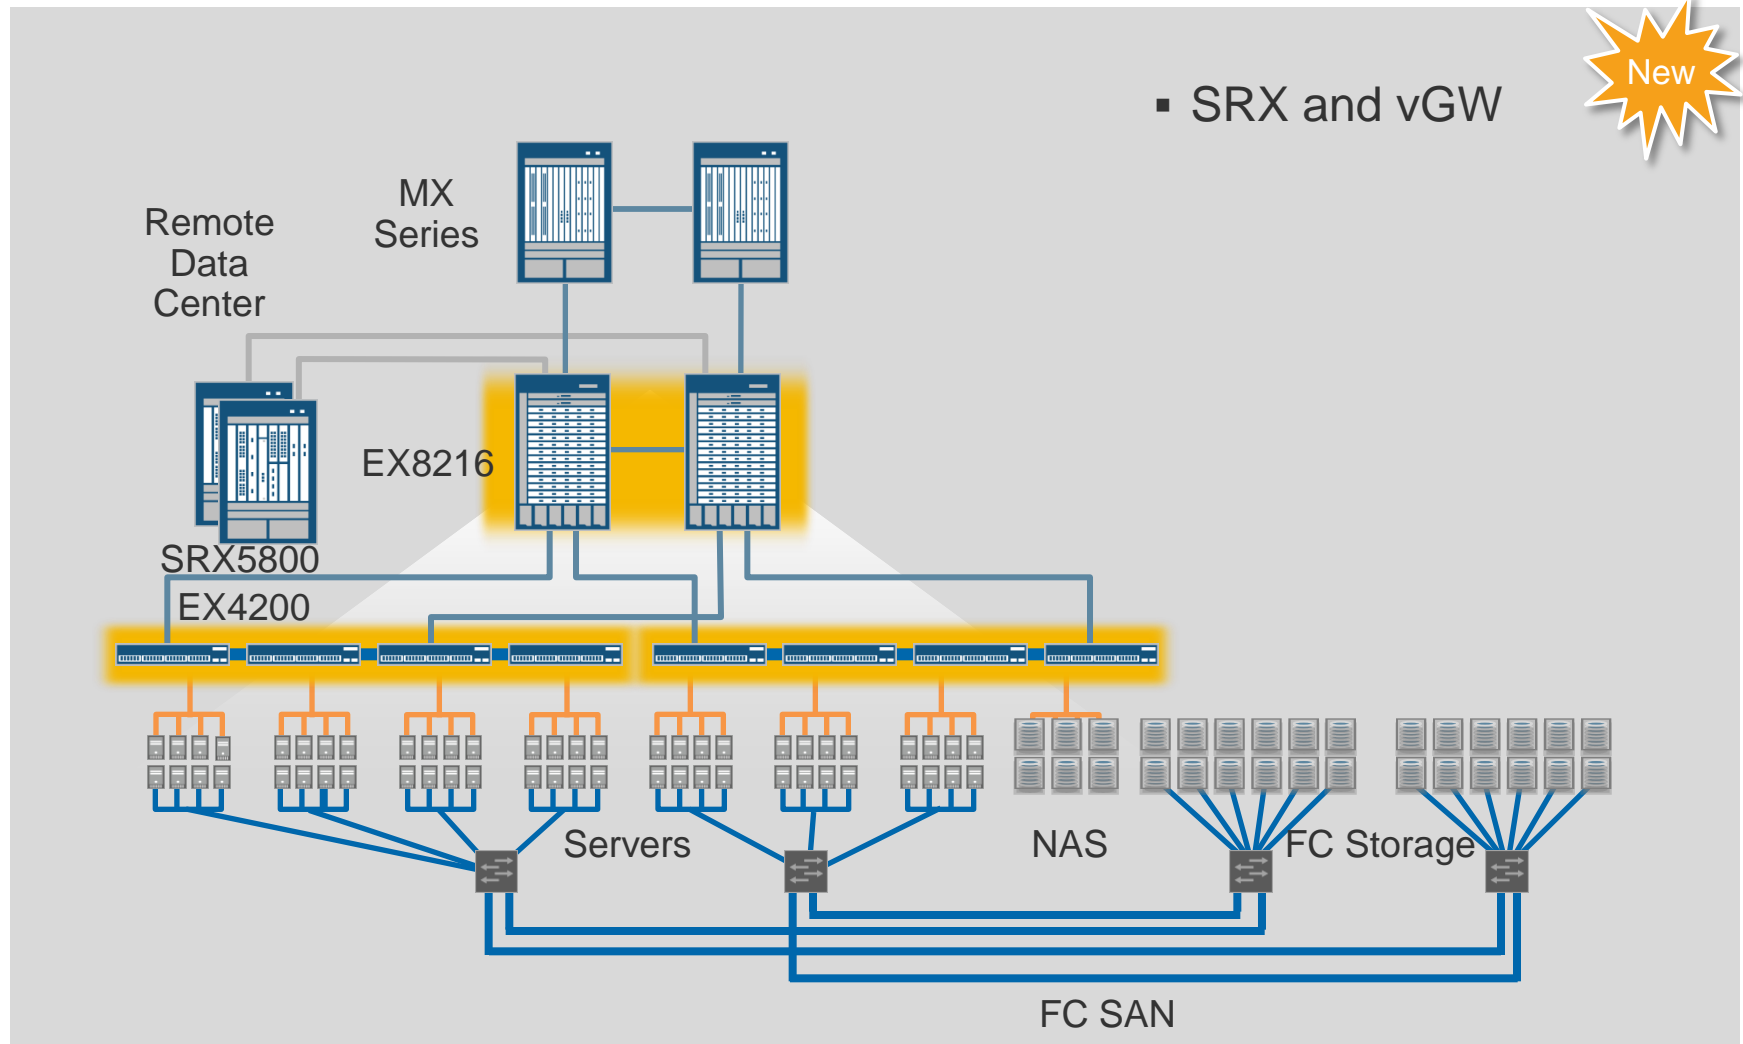 New
▪ SRX and vGW
MX
Series
Remote
Data
Center
EX8216
SRX5800
EX4200
Servers
NAS
FC Storage
FC SAN